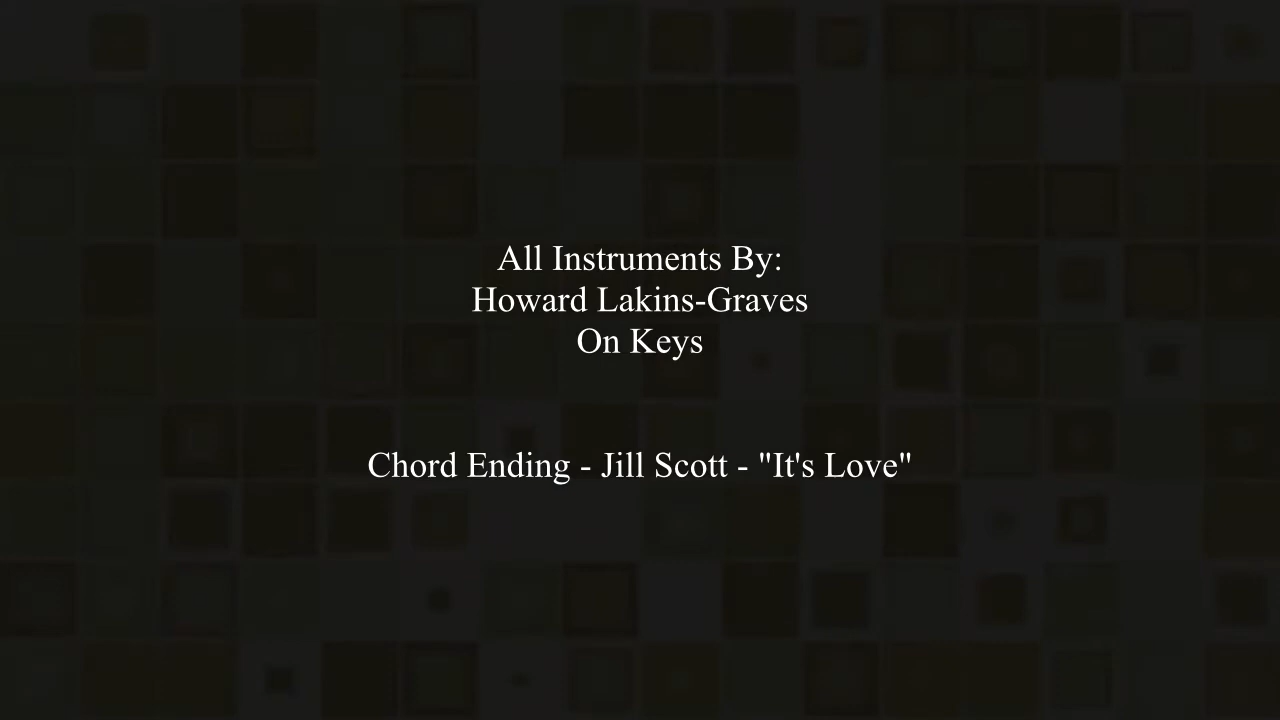 All Instruments By:
Howard Lakins-Graves
On Keys
Chord Ending - Jill Scott - "It's Love"